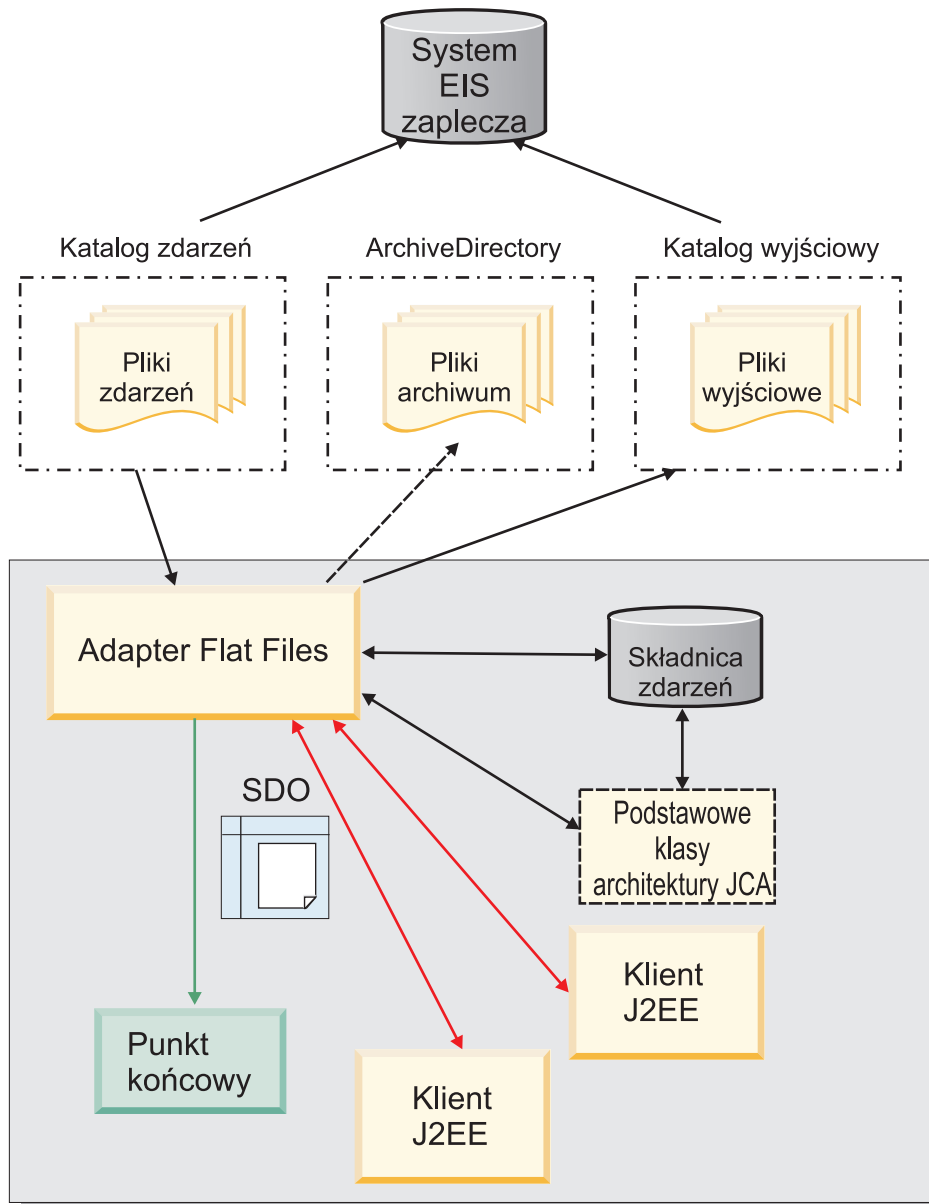 System
EIS
zaplecza
Katalog zdarzeń
ArchiveDirectory
Katalog wyjściowy
Pliki
zdarzeń
Pliki
archiwum
Pliki
wyjściowe
Adapter Flat Files
Składnica
zdarzeń
SDO
Podstawowe
klasy
architektury JCA
Klient
J2EE
Punkt
końcowy
Klient
J2EE